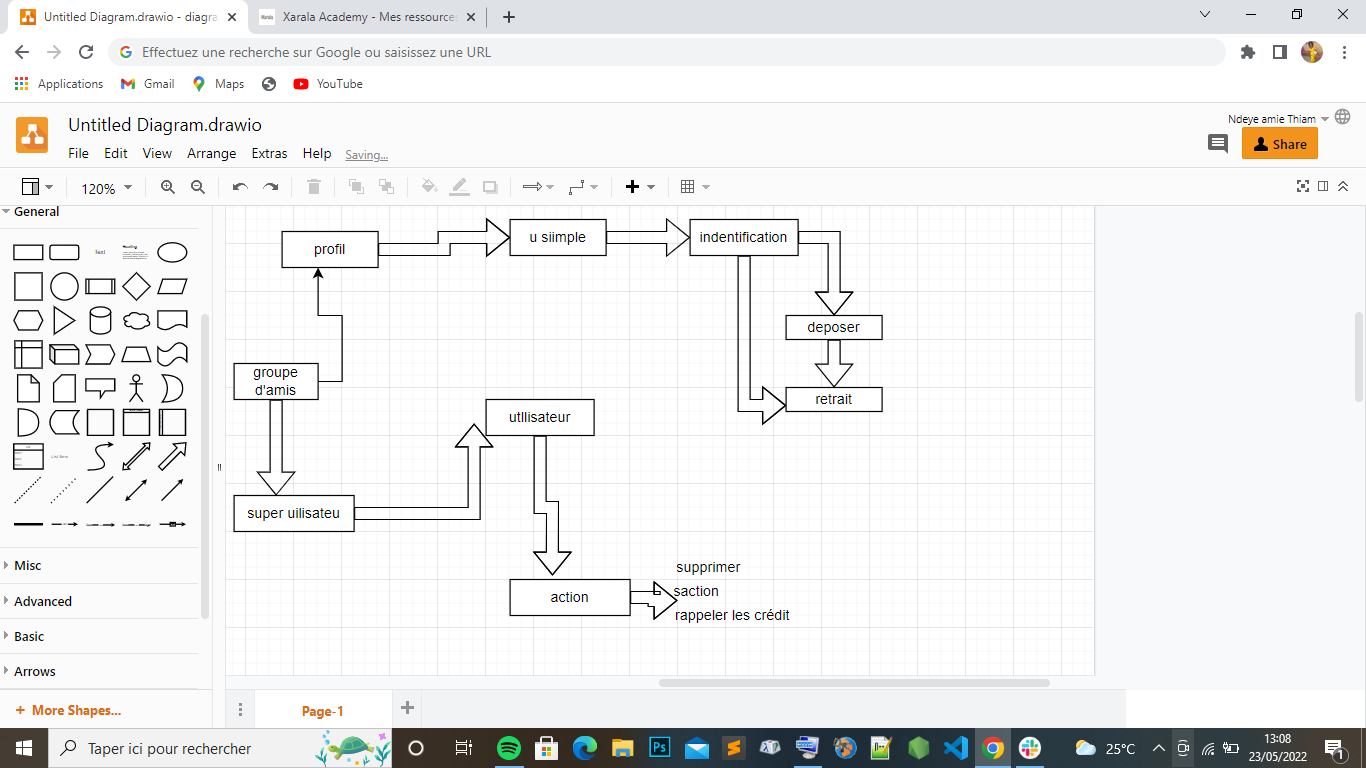 Untitled Diagram.drawio - diagra
Xarala Academy - Mes ressource
Effectuez une recherche sur Google ou saisissez une URL
Applications
Gmail
Maps
YouTube
Untitled Diagram.drawio
Ndeye amie Thiam
File Edit View Arrange Extras Help Saving...
Share
120%
General
Text
Heading
List Item
Misc
Advanced
Basic
Arrows
+ More Shapes...
profil
u siimple
indentification
deposer
retrait
groupe
d'amis
utllisateur
super uilisateu
action
supprimer
saction
rappeler les crédit
Page-1
Taper ici pour rechercher
25°C
13:08
23/05/2022
1